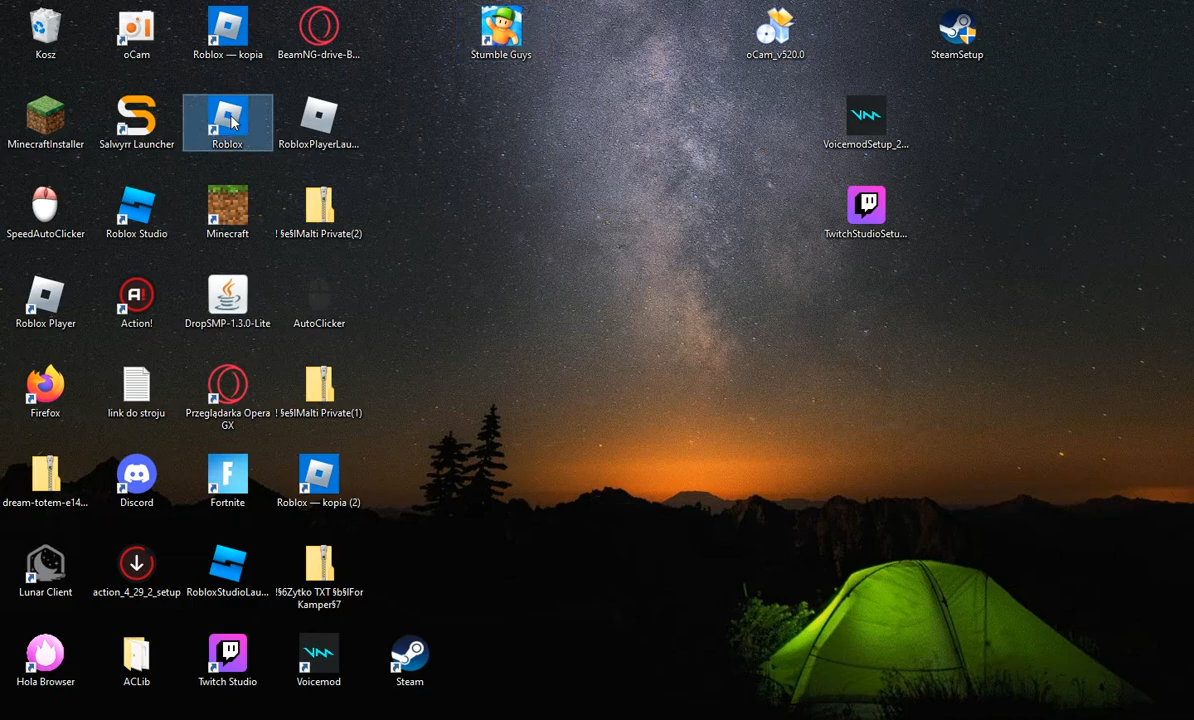 Kosz
oCam
Roblox — kopia
BeamNG-drive-B...
Stumble Guys
oCam_v520.0
SteamSetup
MinecraftInstaller
Salwyrr Launcher
Roblox
RobloxPlayerLau...
VoicemodSetup_2...
SpeedAutoClicker
Roblox Studio
Minecraft
! §e§lMalti Private(2)
TwitchStudioSetu...
Roblox Player
Action!
DropSMP-1.3.0-Lite
AutoClicker
Firefox
link do stroju
Przeglądarka Opera
GX
! §e§lMalti Private(1)
dream-totem-e14...
Discord
Fortnite
Roblox — kopia (2)
Lunar Client
action_4_29_2_setup
RobloxStudioLau...
!§6Zytko TXT §b§lFor
Kamper§7
Hola Browser
ACLib
Twitch Studio
Voicemod
Steam